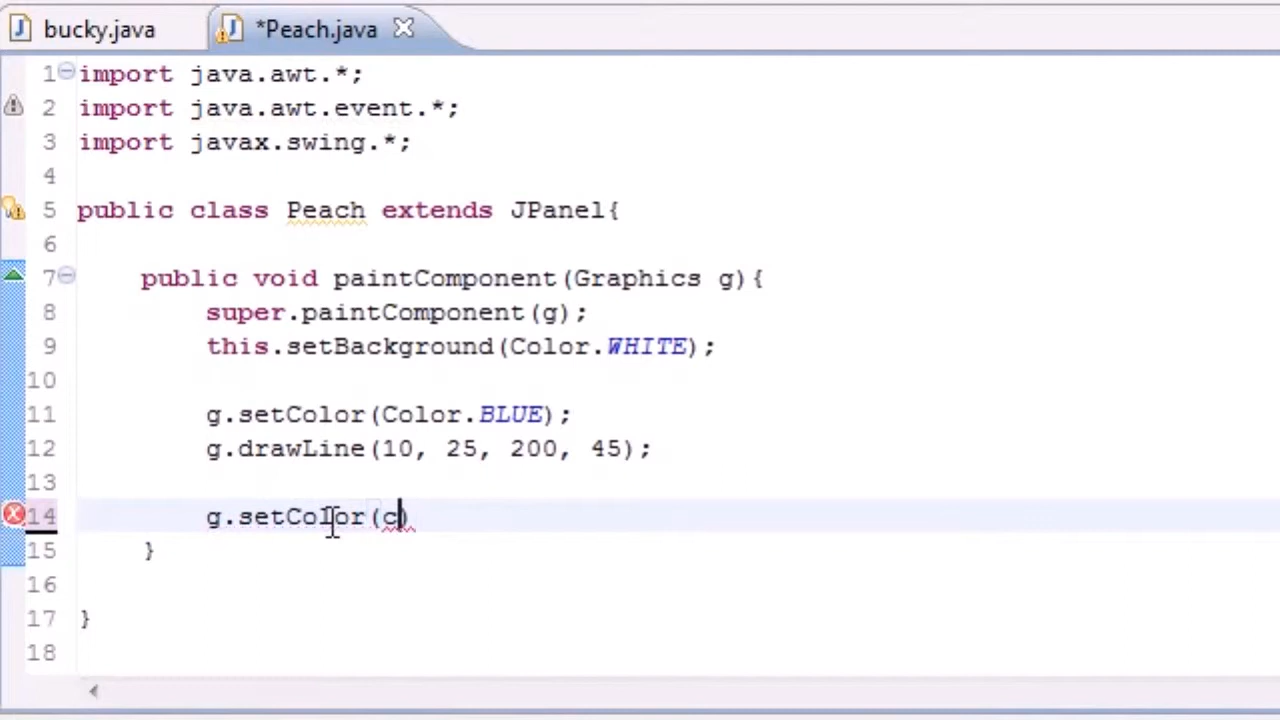 bucky.java *Peach.java
1 import java.awt.*;
2 import java.awt.event.*;
3 import javax.swing.*;
4
5 public class Peach extends JPanel{
6
7 public void paintComponent(Graphics g){
8 super.paintComponent(g);
9 this.setBackground(Color.WHITE);
10
11 g.setColor(Color.BLUE);
12 g.drawLine(10, 25, 200, 45);
13
14 g.setColor(c)
15 }
16
17 }
18